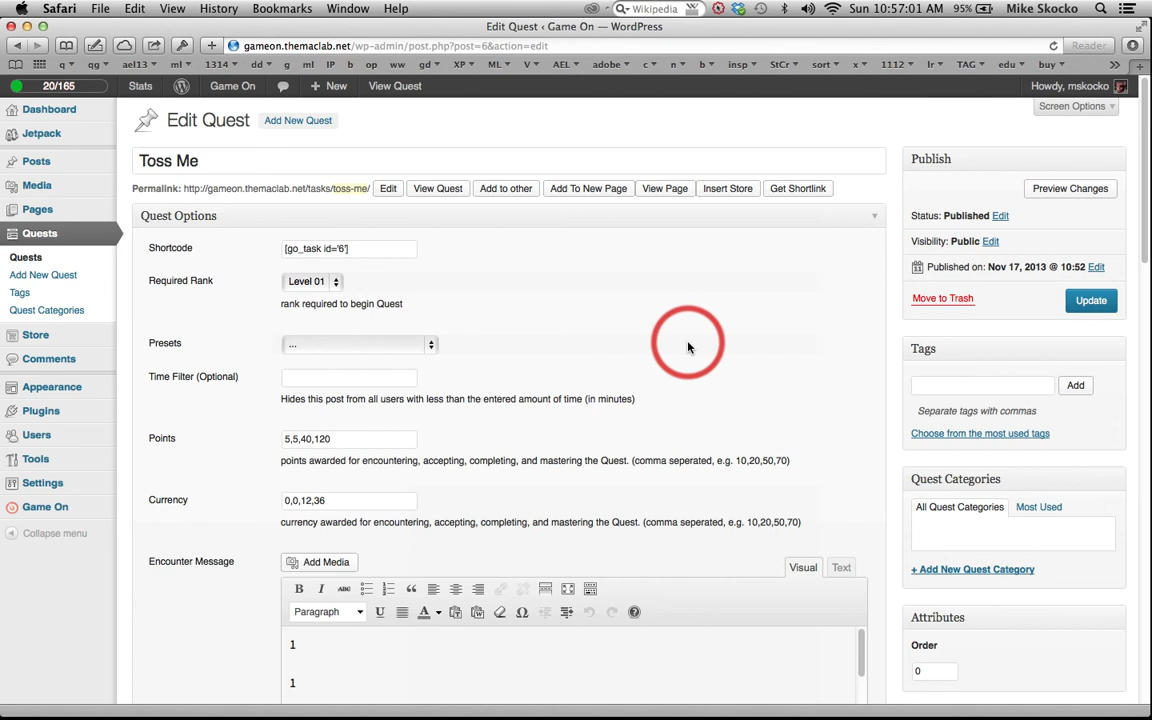 Safari File Edit View History Bookmarks Window Help Wikipedia Sun 10:57:01 AM 95% Mike Skocko
Edit Quest ‹ Game On — WordPress
gameon.themaclab.net/wp-admin/post.php?post=6&action=edit Reader
q qq ael13 ml 1314 dd g ml IP b op ww gd XP ML V AEL adobe c n b insp StCr sort x 1112 lr TAG edu buy
20/165 Stats Game On + New View Quest Howdy, mskocko
Screen Options
Dashboard
Jetpack
Posts
Media
Pages
Quests
Quests
Add New Quest
Tags
Quest Categories
Store
Comments
Appearance
Plugins
Users
Tools
Settings
Game On
Collapse menu
Edit Quest Add New Quest
Toss Me
Permalink: http://gameon.themaclab.net/tasks/toss-me/ Edit View Quest Add to other Add To New Page View Page Insert Store Get Shortlink
Quest Options
Shortcode [go_task id='6']
Required Rank Level 01
rank required to begin Quest
Presets ...
Time Filter (Optional)
Hides this post from all users with less than the entered amount of time (in minutes)
Points 5,5,40,120
points awarded for encountering, accepting, completing, and mastering the Quest. (comma seperated, e.g. 10,20,50,70)
Currency 0,0,12,36
currency awarded for encountering, accepting, completing, and mastering the Quest. (comma seperated, e.g. 10,20,50,70)
Encounter Message Add Media Visual Text
B I ABC
Paragraph U A
1
1
Publish
Preview Changes
Status: Published Edit
Visibility: Public Edit
Published on: Nov 17, 2013 @ 10:52 Edit
Move to Trash Update
Tags
Add
Separate tags with commas
Choose from the most used tags
Quest Categories
All Quest Categories Most Used
+ Add New Quest Category
Attributes
Order
0